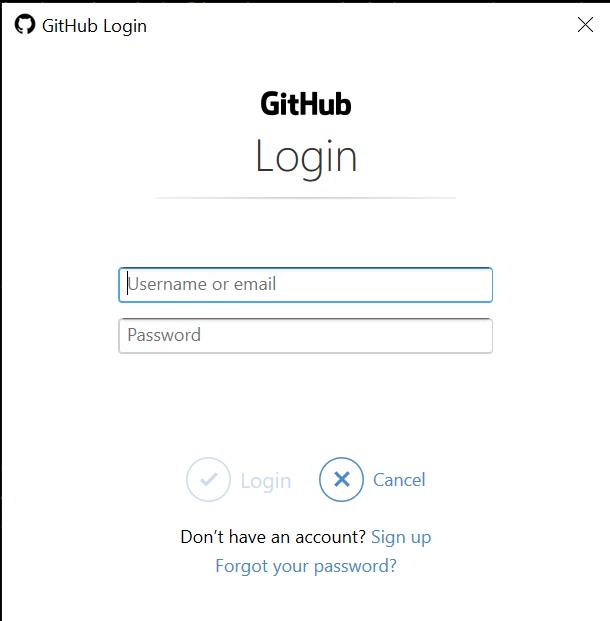 GitHub Login
GitHub
Login
Username or email
Password
Login Cancel
Don’t have an account? Sign up
Forgot your password?